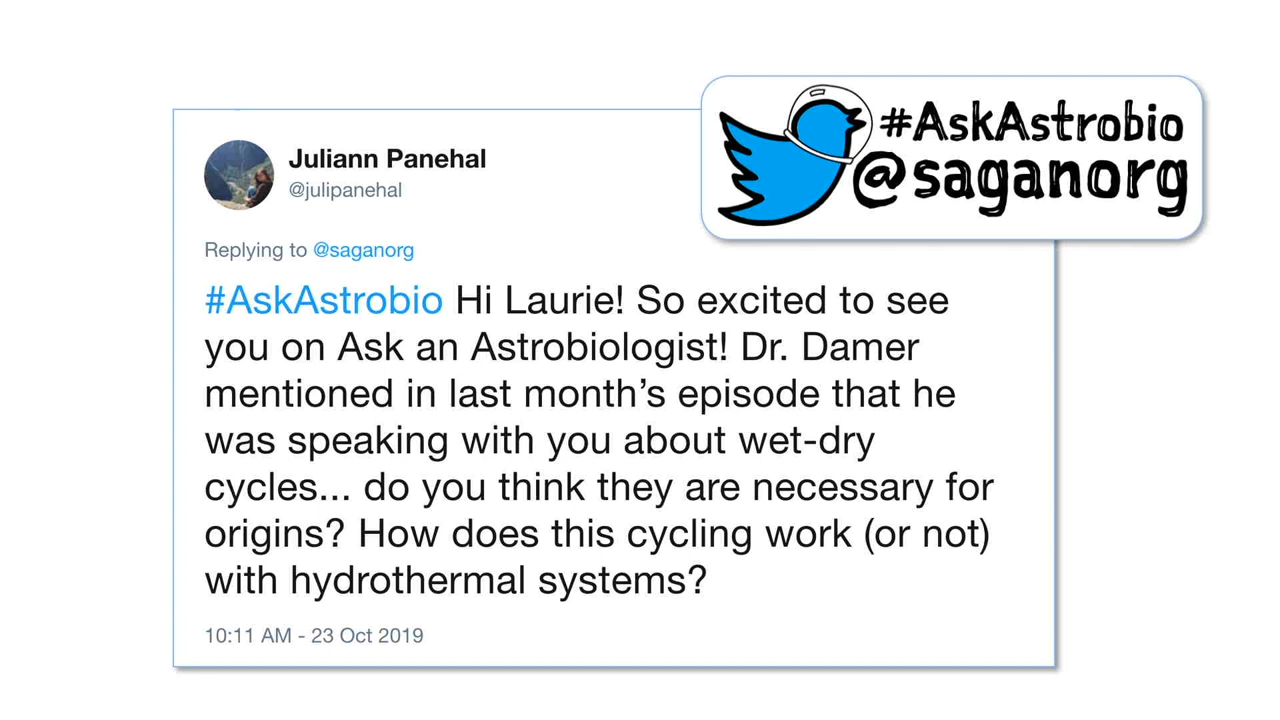 #AskAstrobio
@saganorg
Juliann Panehal
@julipanehal
Replying to @saganorg
#AskAstrobio Hi Laurie! So excited to see
you on Ask an Astrobiologist! Dr. Damer
mentioned in last month’s episode that he
was speaking with you about wet-dry
cycles... do you think they are necessary for
origins? How does this cycling work (or not)
with hydrothermal systems?
10:11 AM - 23 Oct 2019